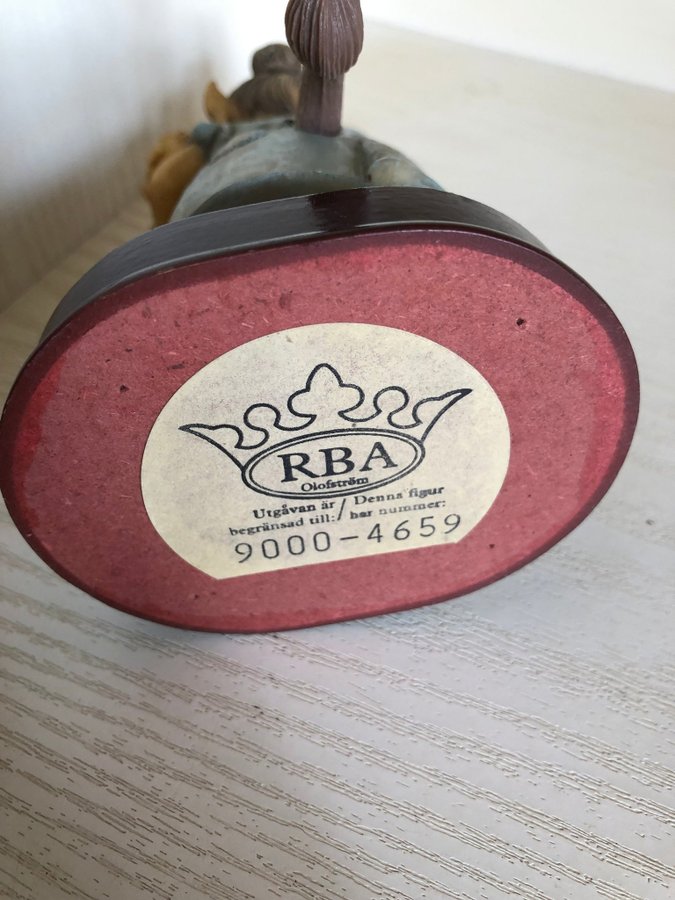 RBA
Olofström
Utgåvan är / Denna figur
begränsad till: / har nummer:
9000-4659